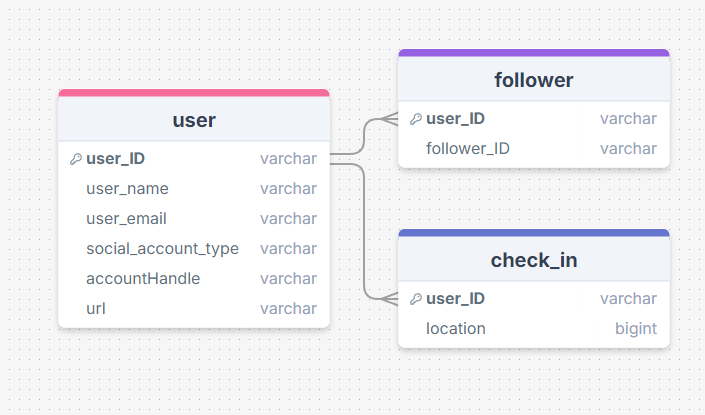 user
user_ID varchar
user_name varchar
user_email varchar
social_account_type varchar
accountHandle varchar
url varchar
follower
user_ID varchar
follower_ID varchar
check_in
user_ID varchar
location bigint